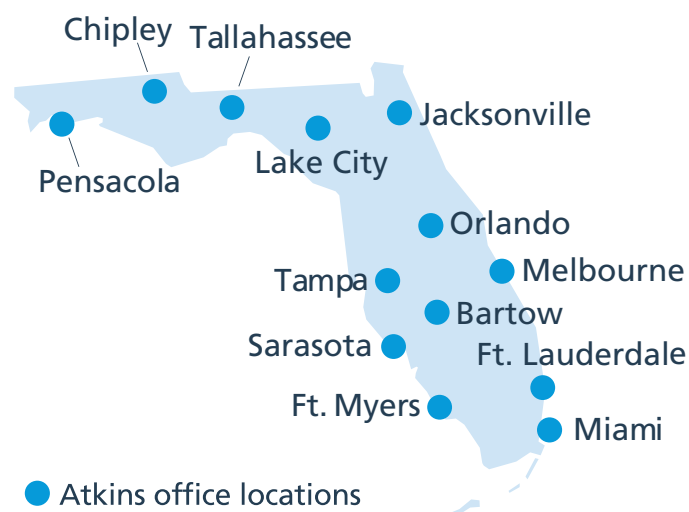 Chipley
Tallahassee
Jacksonville
Lake City
Pensacola
Orlando
Melbourne
Tampa
Bartow
Sarasota
Ft. Lauderdale
Ft. Myers
Miami
Atkins office locations